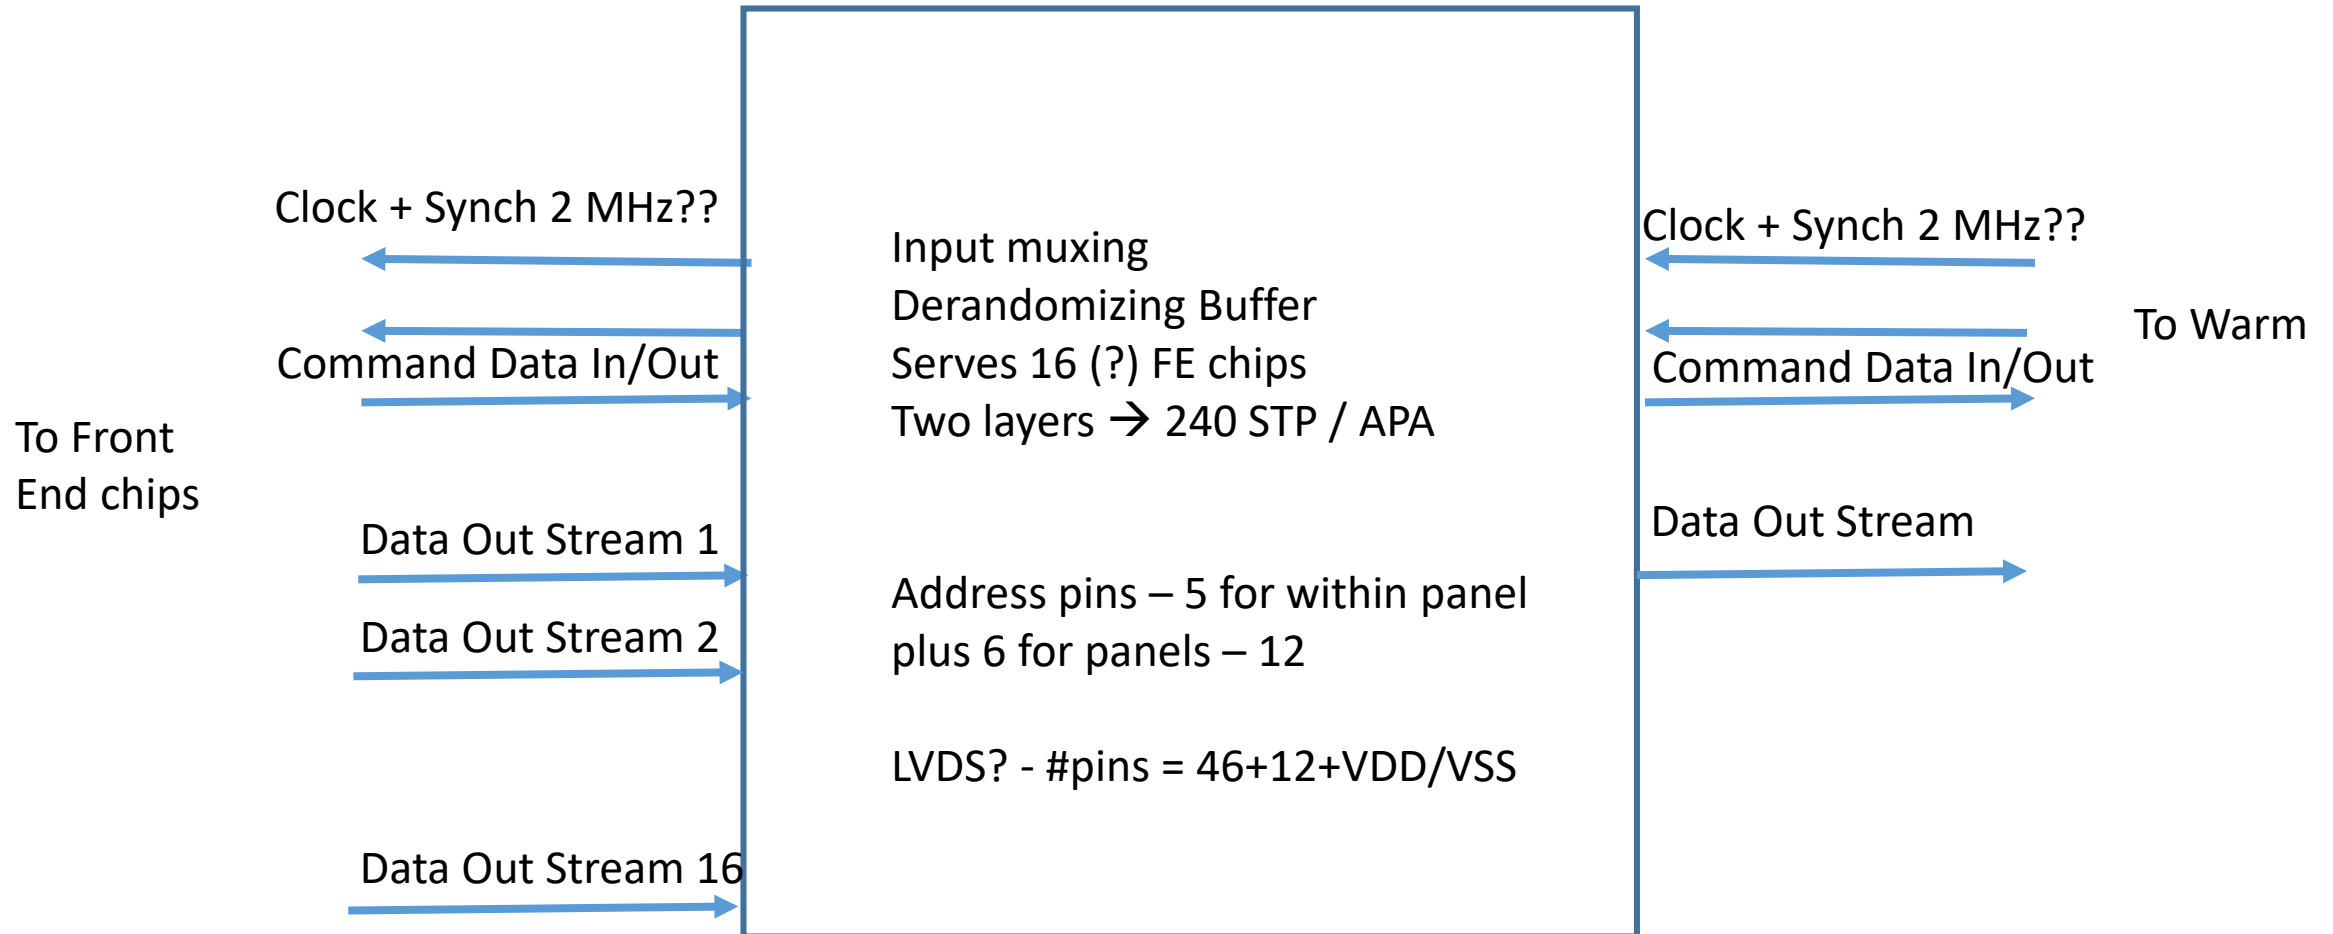 To Front
End chips
Clock + Synch 2 MHz??
Command Data In/Out
Data Out Stream 1
Data Out Stream 2
Data Out Stream 16
Input muxing
Derandomizing Buffer
Serves 16 (?) FE chips
Two layers → 240 STP / APA
Address pins – 5 for within panel
plus 6 for panels – 12
LVDS? - #pins = 46+12+VDD/VSS
Clock + Synch 2 MHz??
Command Data In/Out
Data Out Stream
To Warm